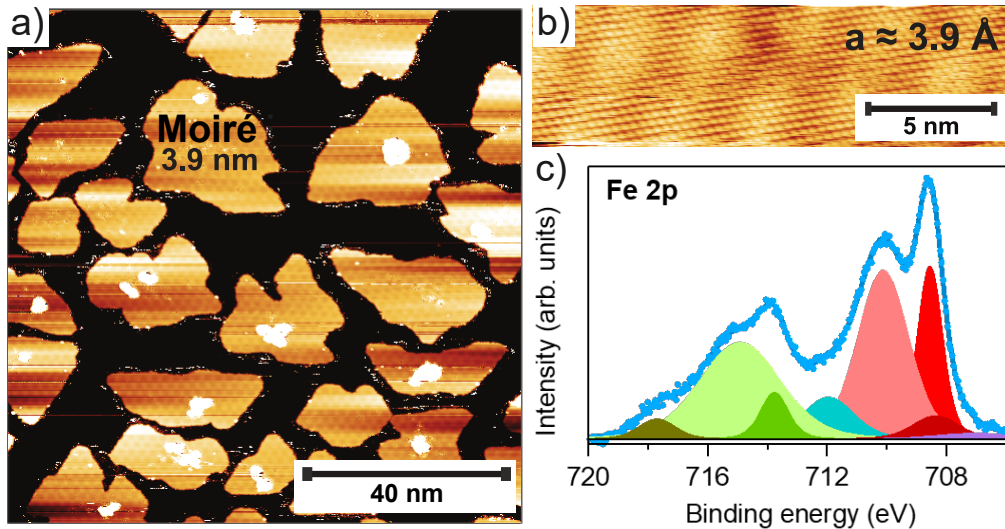 a)
Moiré
3.9 nm
40 nm
b)
a ≈ 3.9 Å
5 nm
c)
Fe 2p
Intensity (arb. units)
720 716 712 708
Binding energy (eV)